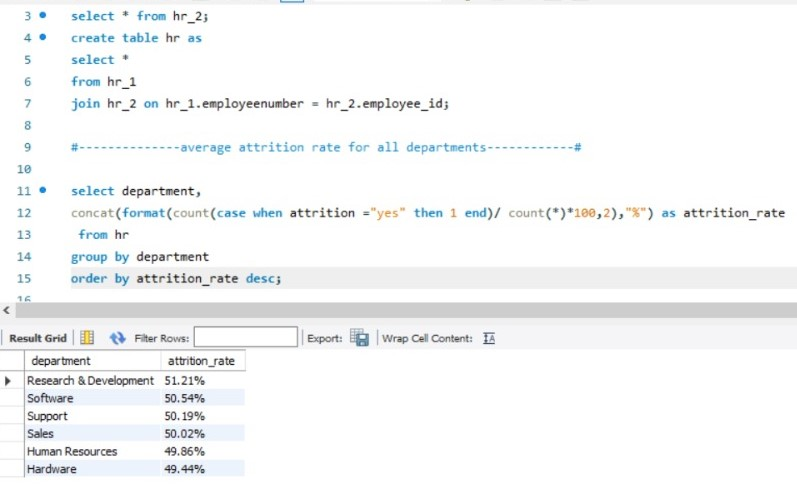 3 select * from hr_2;
4 create table hr as
5 select *
6 from hr_1
7 join hr_2 on hr_1.employeenumber = hr_2.employee_id;
8
9 #--------------average attrition rate for all departments------------#
10
11 select department,
12 concat(format(count(case when attrition ="yes" then 1 end)/ count(*)*100,2),"%") as attrition_rate
13 from hr
14 group by department
15 order by attrition_rate desc;
16
Result Grid Filter Rows: Export: Wrap Cell Content:
department attrition_rate
Research & Development 51.21%
Software 50.54%
Support 50.19%
Sales 50.02%
Human Resources 49.86%
Hardware 49.44%